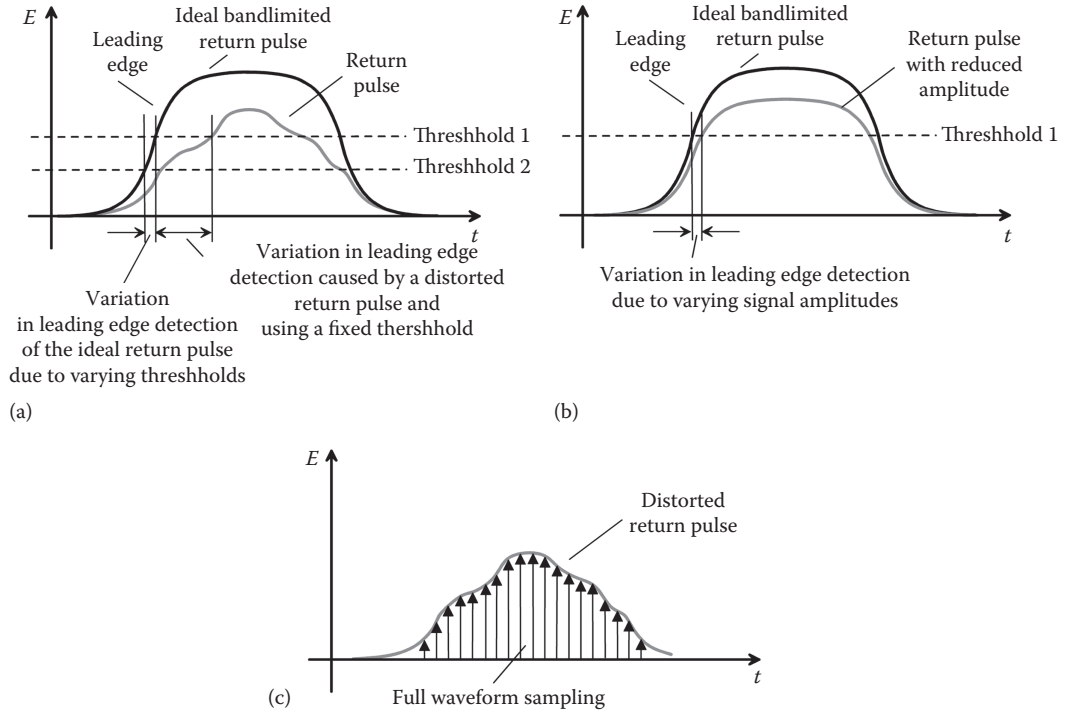 E
Ideal bandlimited
return pulse
Leading
edge
Return
pulse
Threshhold 1
Threshhold 2
t
Variation in leading edge
detection caused by a distorted
return pulse and
using a fixed thershhold
Variation
in leading edge detection
of the ideal return pulse
due to varying threshholds
(a)
E
Ideal bandlimited
return pulse
Leading
edge
Return pulse
with reduced
amplitude
Threshhold 1
t
Variation in leading edge detection
due to varying signal amplitudes
(b)
E
Distorted
return pulse
t
Full waveform sampling
(c)